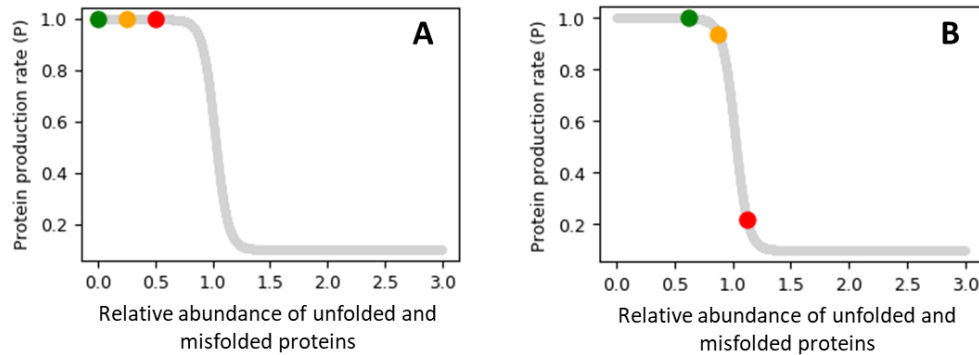 A
Protein production rate (P)
1.0
0.8
0.6
0.4
0.2
0.0 0.5 1.0 1.5 2.0 2.5 3.0
Relative abundance of unfolded and
misfolded proteins
B
Protein production rate (P)
1.0
0.8
0.6
0.4
0.2
0.0 0.5 1.0 1.5 2.0 2.5 3.0
Relative abundance of unfolded and
misfolded proteins